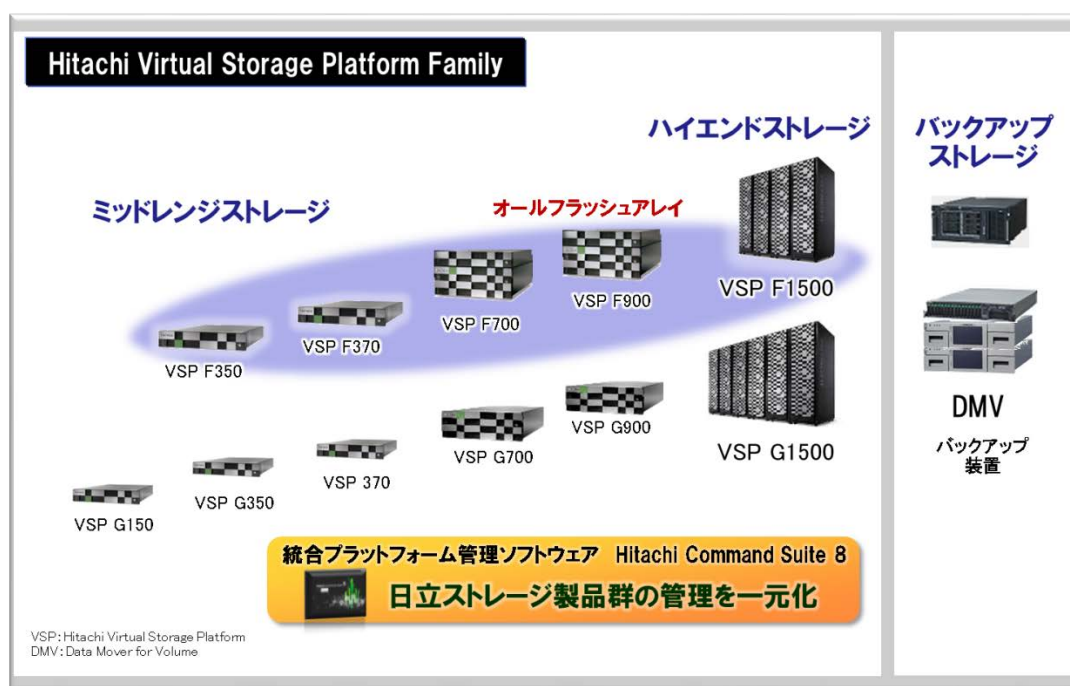 Hitachi Virtual Storage Platform Family
ハイエンドストレージ
バックアップ
ストレージ
ミッドレンジストレージ
オールフラッシュアレイ
VSP F1500
VSP F900
VSP F700
VSP F370
VSP F350
DMV
バックアップ
装置
VSP G1500
VSP G900
VSP G700
VSP 370
VSP G350
VSP G150
統合プラットフォーム管理ソフトウェア Hitachi Command Suite 8
日立ストレージ製品群の管理を一元化
VSP:Hitachi Virtual Storage Platform
DMV:Data Mover for Volume